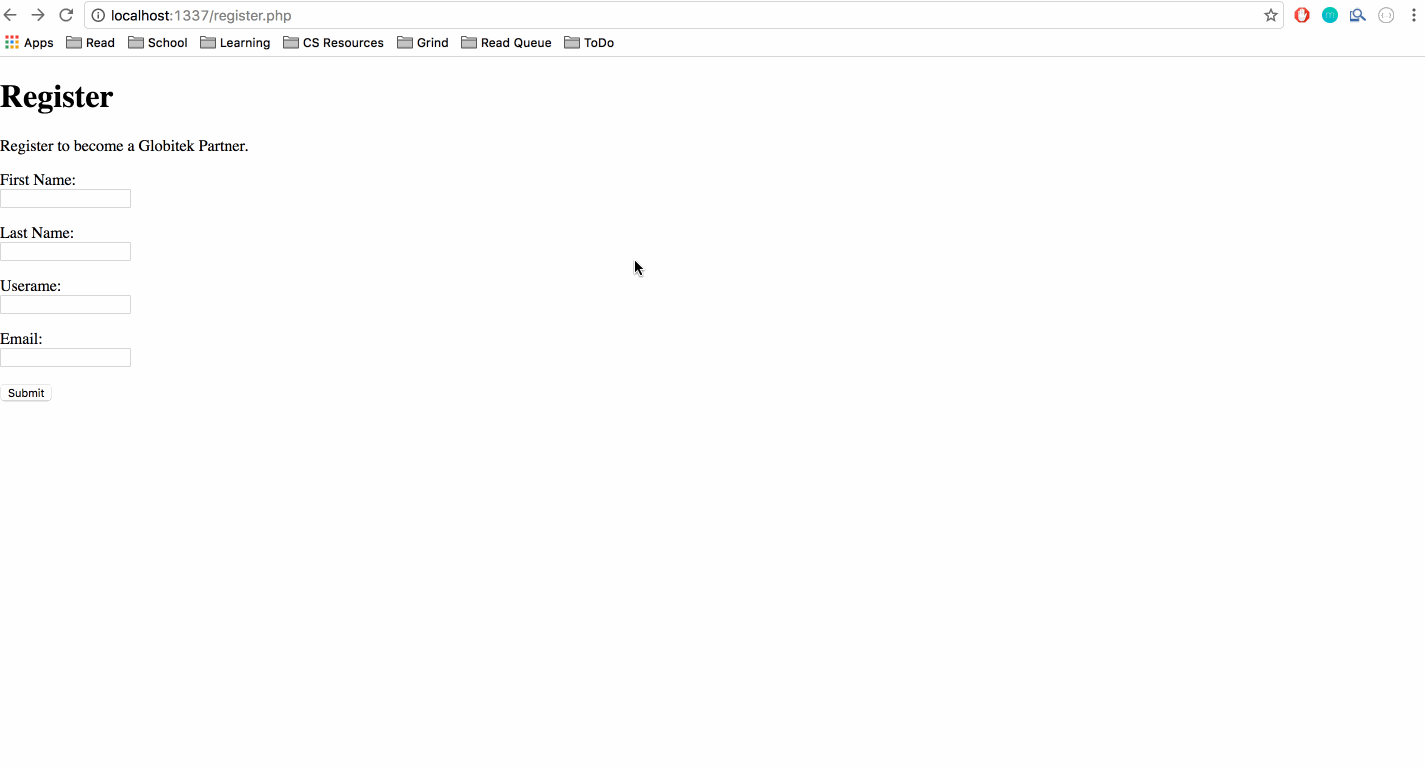 localhost:1337/register.php
Apps Read School Learning CS Resources Grind Read Queue ToDo
Register
Register to become a Globitek Partner.
First Name:
Last Name:
Userame:
Email:
Submit